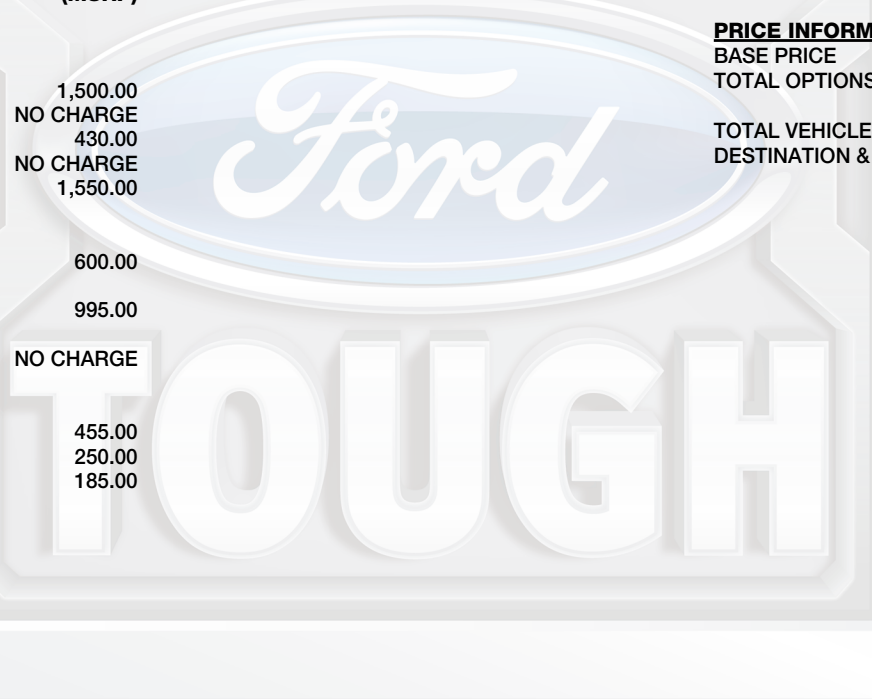 PRICE INFORM
BASE PRICE
TOTAL OPTIONS
TOTAL VEHICLE
DESTINATION &
1,500.00
NO CHARGE
430.00
NO CHARGE
1,550.00
600.00
995.00
NO CHARGE
455.00
250.00
185.00
Ford
TOUGH